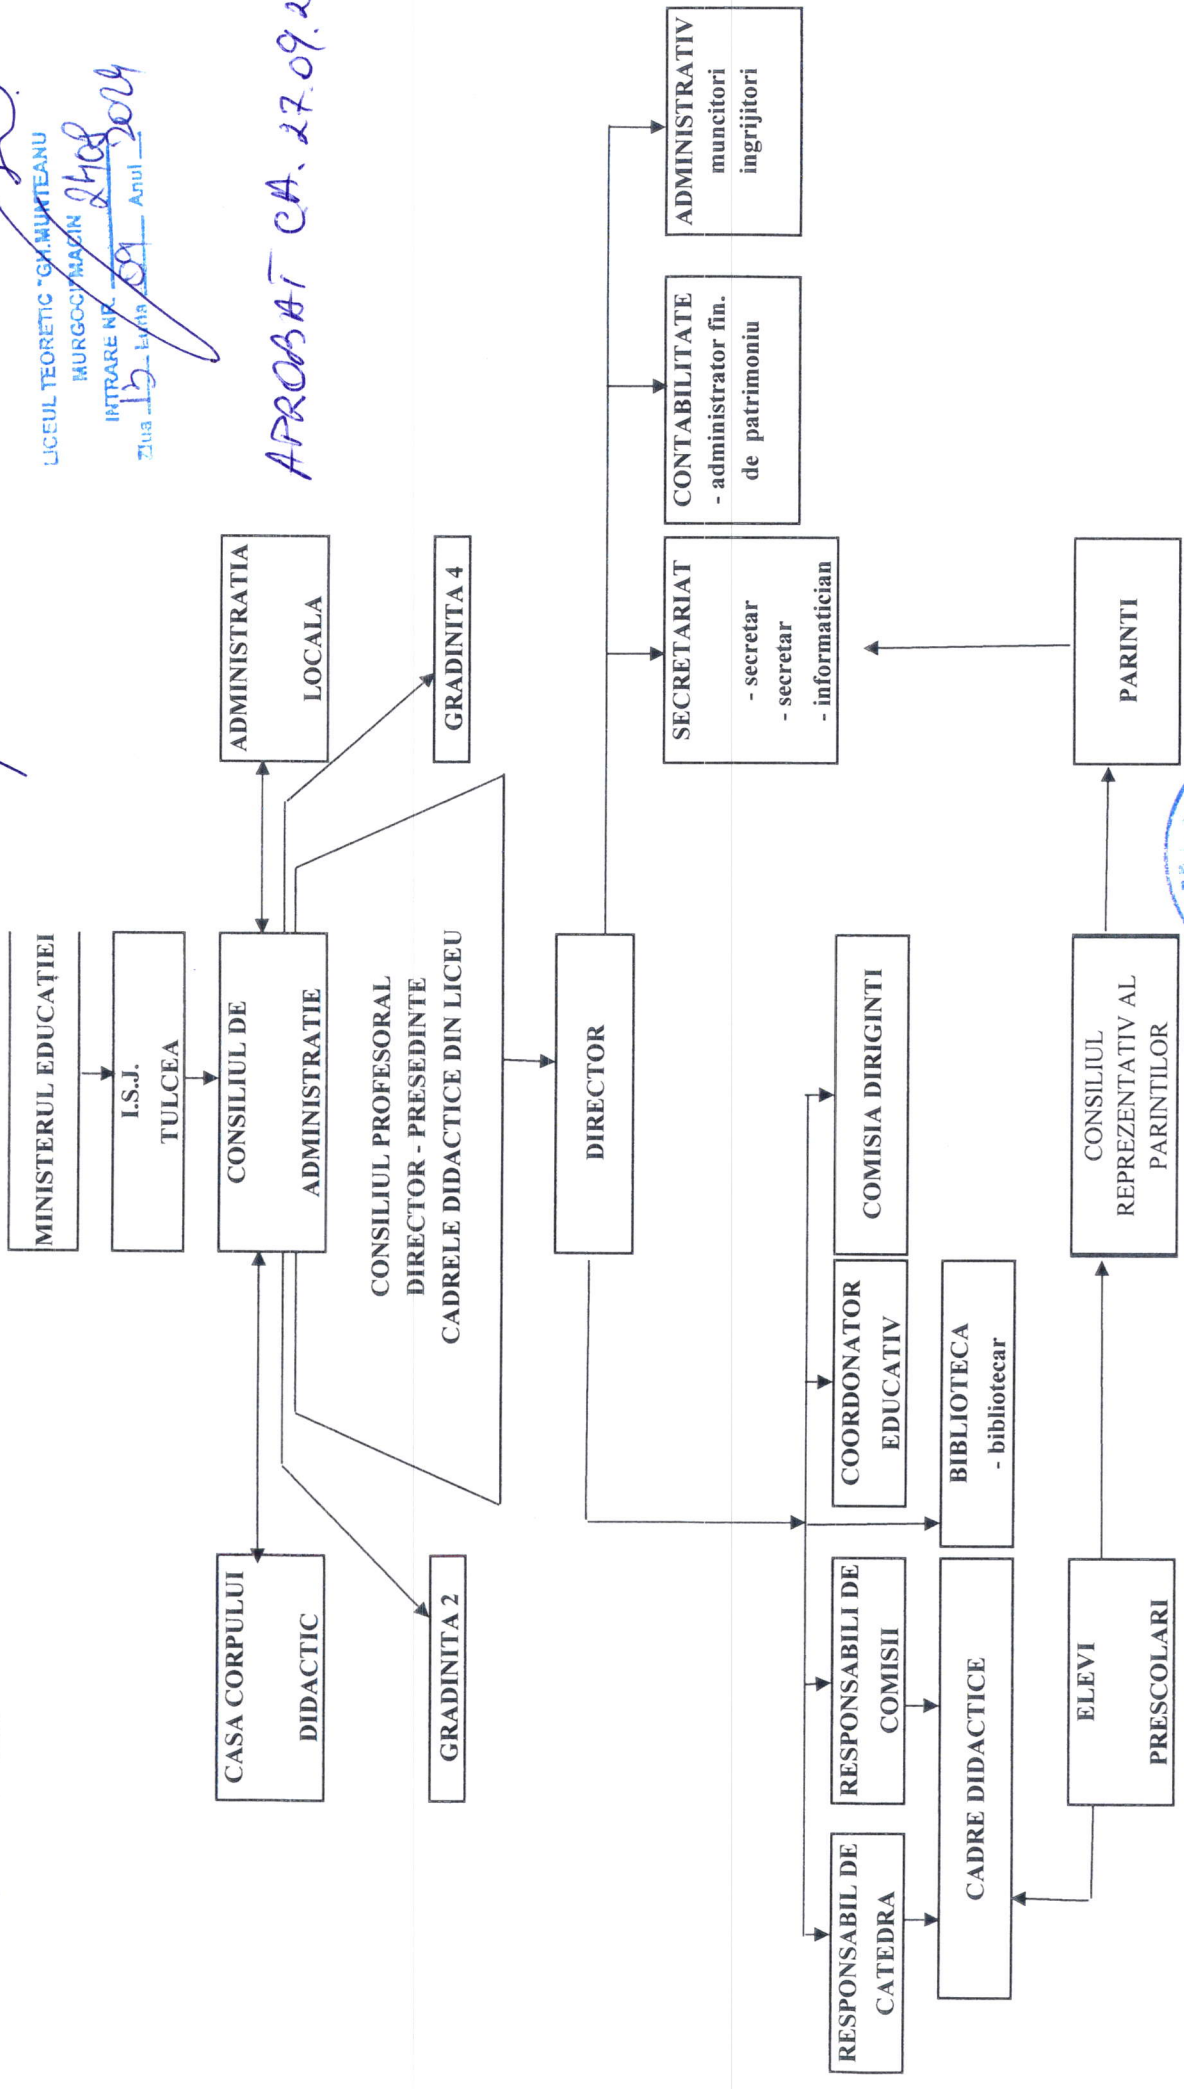 LICEUL TEORETIC "GH.MUNTEANU
MURGOCI" MACIN
INTRARE NR. 2408
Ziua 13 Luna 09 Anul 2024
APROBAT CA. 27.09.2
MINISTERUL EDUCAȚIEI
I.S.J.
TULCEA
CASA CORPULUI
DIDACTIC
CONSILIUL DE
ADMINISTRATIE
ADMINISTRATIA
LOCALA
CONSILIUL PROFESORAL
DIRECTOR - PRESEDINTE
CADRELE DIDACTICE DIN LICEU
GRADINITA 2
GRADINITA 4
DIRECTOR
SECRETARIAT
- secretar
- secretar
- informatician
CONTABILITATE
- administrator fin.
de patrimoniu
ADMINISTRATIV
muncitori
ingrijitori
RESPONSABIL DE
CATEDRA
RESPONSABILI DE
COMISII
COORDONATOR
EDUCATIV
COMISIA DIRIGINTI
CADRE DIDACTICE
BIBLIOTECA
- bibliotecar
ELEVI
PRESCOLARI
CONSILIUL
REPREZENTATIV AL
PARINTILOR
PARINTI